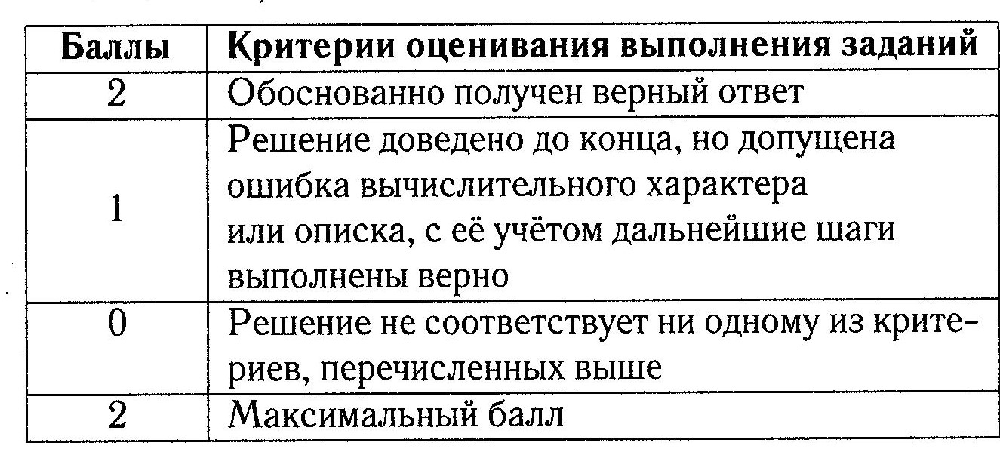 Баллы Критерии оценивания выполнения заданий
2 Обоснованно получен верный ответ
Решение доведено до конца, но допущена
ошибка вычислительного характера
1 или описка, с её учётом дальнейшие шаги
выполнены верно
0 Решение не соответствует ни одному из крите-
риев, перечисленных выше
2 Максимальный балл